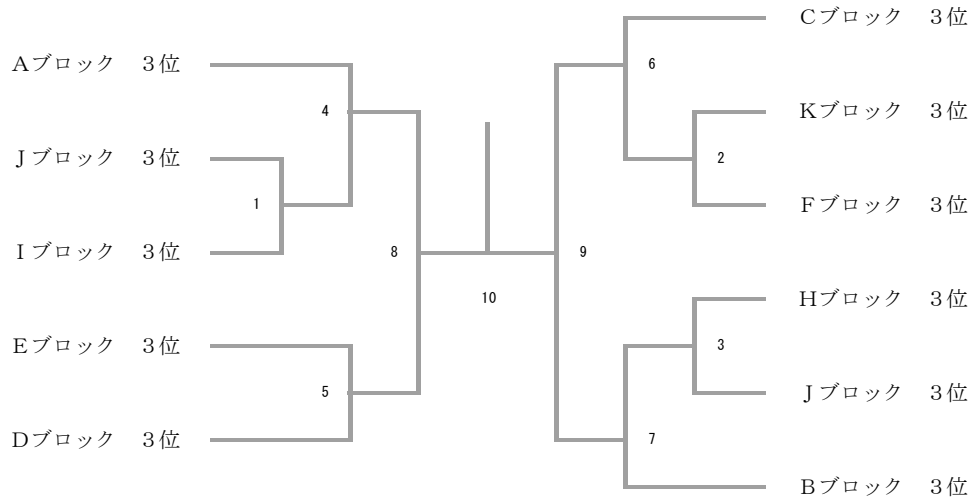 Aブロック　3位
4
Jブロック　3位
1
Iブロック　3位
8
Eブロック　3位
5
Dブロック　3位
10
Cブロック　3位
6
Kブロック　3位
2
Fブロック　3位
9
Hブロック　3位
3
Jブロック　3位
7
Bブロック　3位